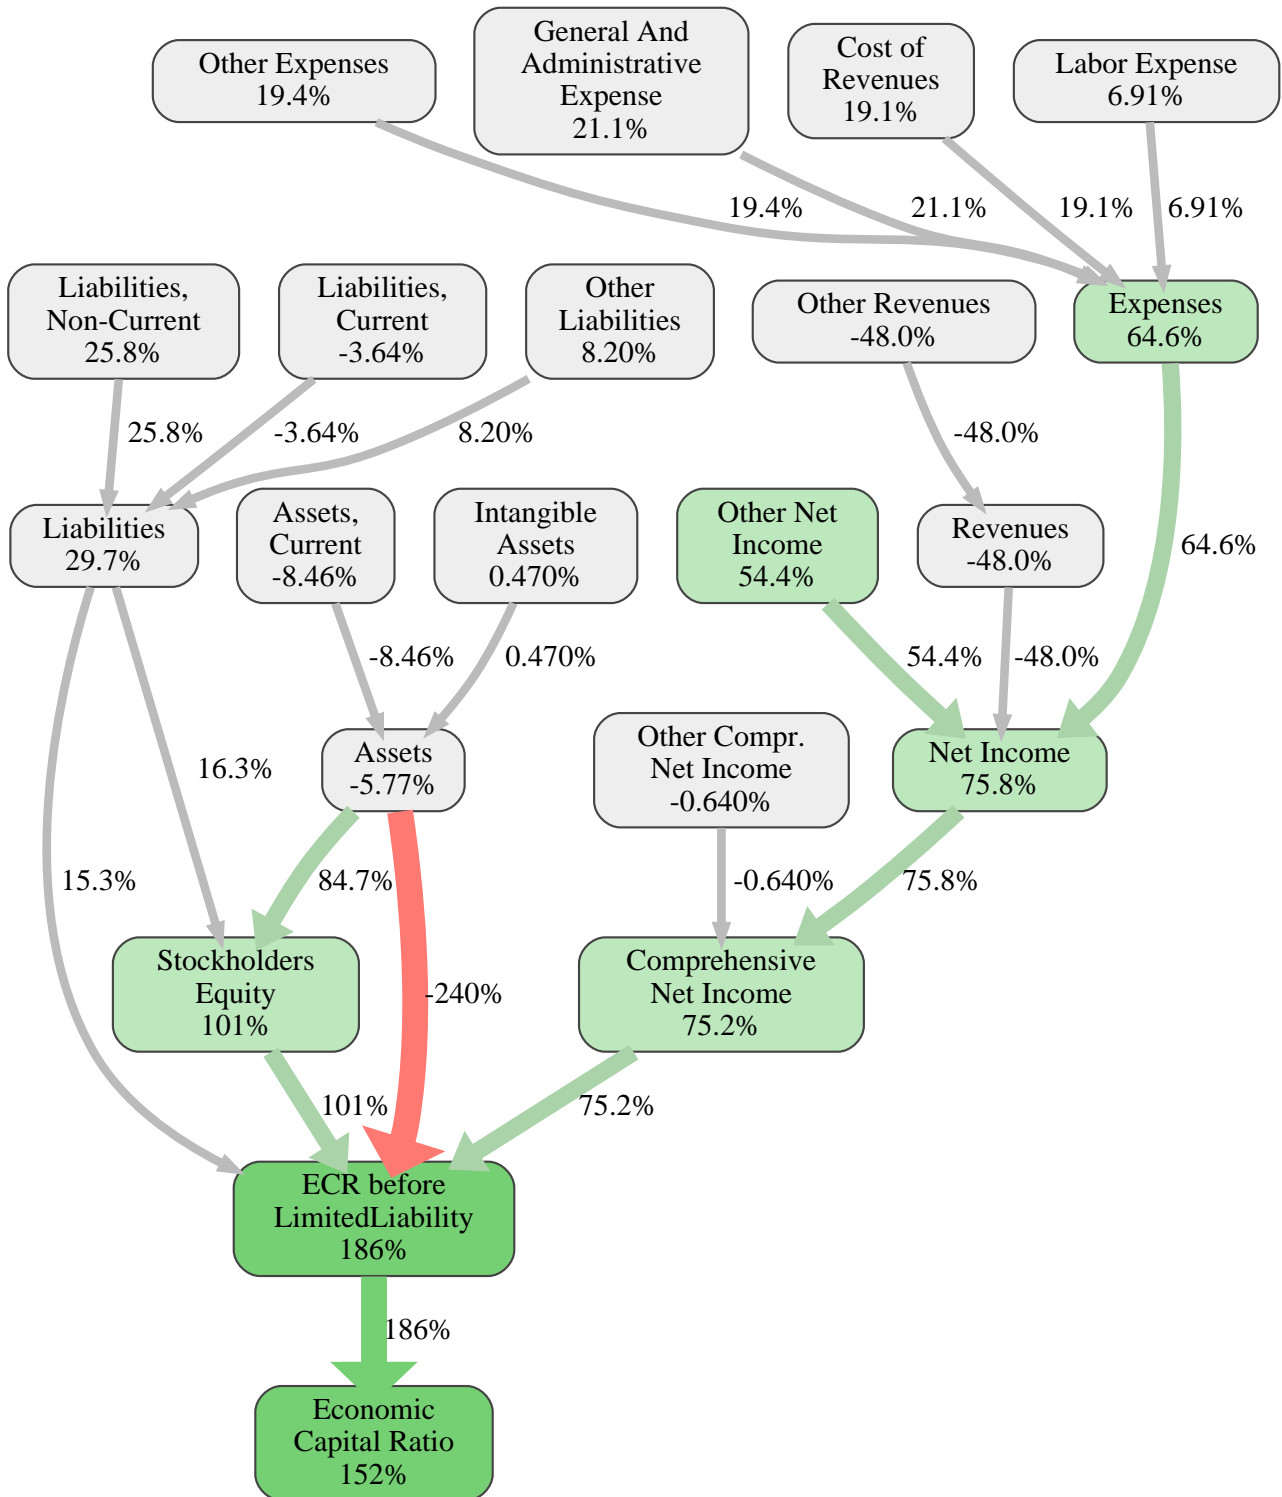 Other Expenses
19.4%
General And
Administrative
Expense
21.1%
Cost of
Revenues
19.1%
Labor Expense
6.91%
19.4%
21.1%
19.1%
6.91%
Liabilities,
Non-Current
25.8%
Liabilities,
Current
-3.64%
Other
Liabilities
8.20%
Other Revenues
-48.0%
Expenses
64.6%
25.8%
-3.64%
8.20%
-48.0%
Liabilities
29.7%
Assets,
Current
-8.46%
Intangible
Assets
0.470%
Other Net
Income
54.4%
Revenues
-48.0%
64.6%
-8.46%
0.470%
54.4%
-48.0%
16.3%
Assets
-5.77%
Other Compr.
Net Income
-0.640%
Net Income
75.8%
15.3%
84.7%
-0.640%
75.8%
Stockholders
Equity
101%
-240%
Comprehensive
Net Income
75.2%
101%
75.2%
ECR before
LimitedLiability
186%
186%
Economic
Capital Ratio
152%